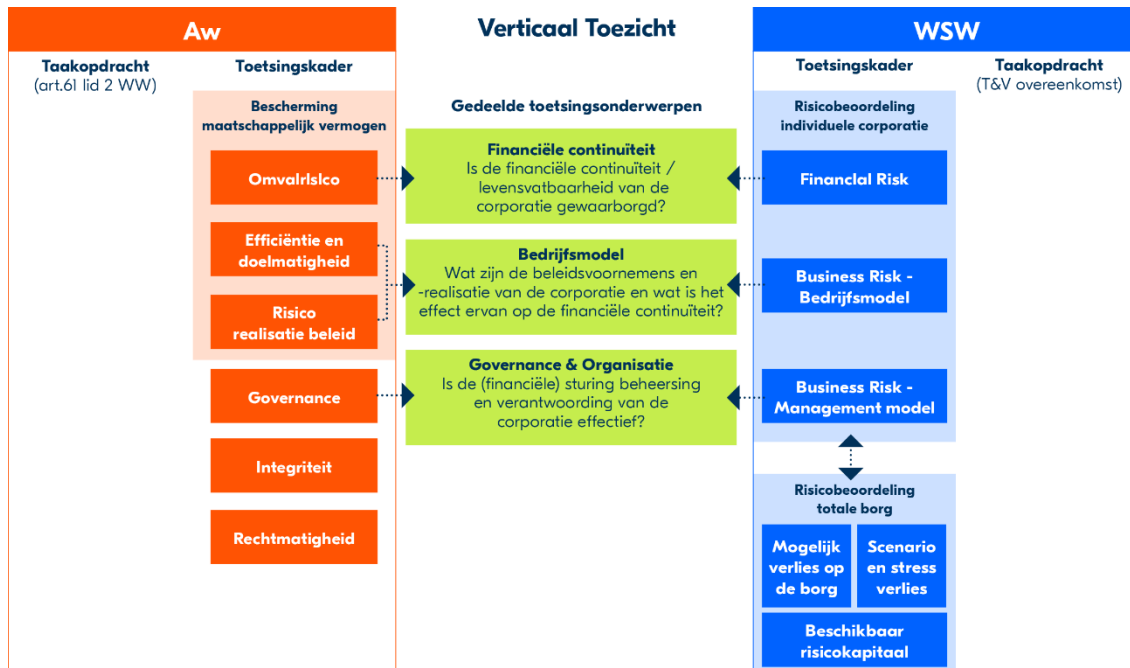 Aw
Verticaal Toezicht
WSW
Taakopdracht
(art.61 lid 2 WW)
Toetsingskader
Toetsingskader
Taakopdracht
(T&V overeenkomst)
Bescherming
maatschappelijk vermogen
Gedeelde toetsingsonderwerpen
Risicobeoordeling
individuele corporatie
OmvalrIsIco
Financiële continuïteit
Is de financiële continuïteit /
levensvatbaarheid van de
corporatie gewaarborgd?
FinancIal Risk
Efficiëntie en
doelmatigheid
Risico
realisatie beleid
Bedrijfsmodel
Wat zijn de beleidsvoornemens en
-realisatie van de corporatie en wat is het
effect ervan op de financiële continuïteit?
Business Risk -
Bedrijfsmodel
Governance
Governance & Organisatie
Is de (financiële) sturing beheersing
en verantwoording van de
corporatie effectief?
Business Risk -
Management model
Integriteit
Rechtmatigheid
Risicobeoordeling
totale borg
Mogelijk
verlies op
de borg
Scenario
en stress
verlies
Beschikbaar
risicokapitaal